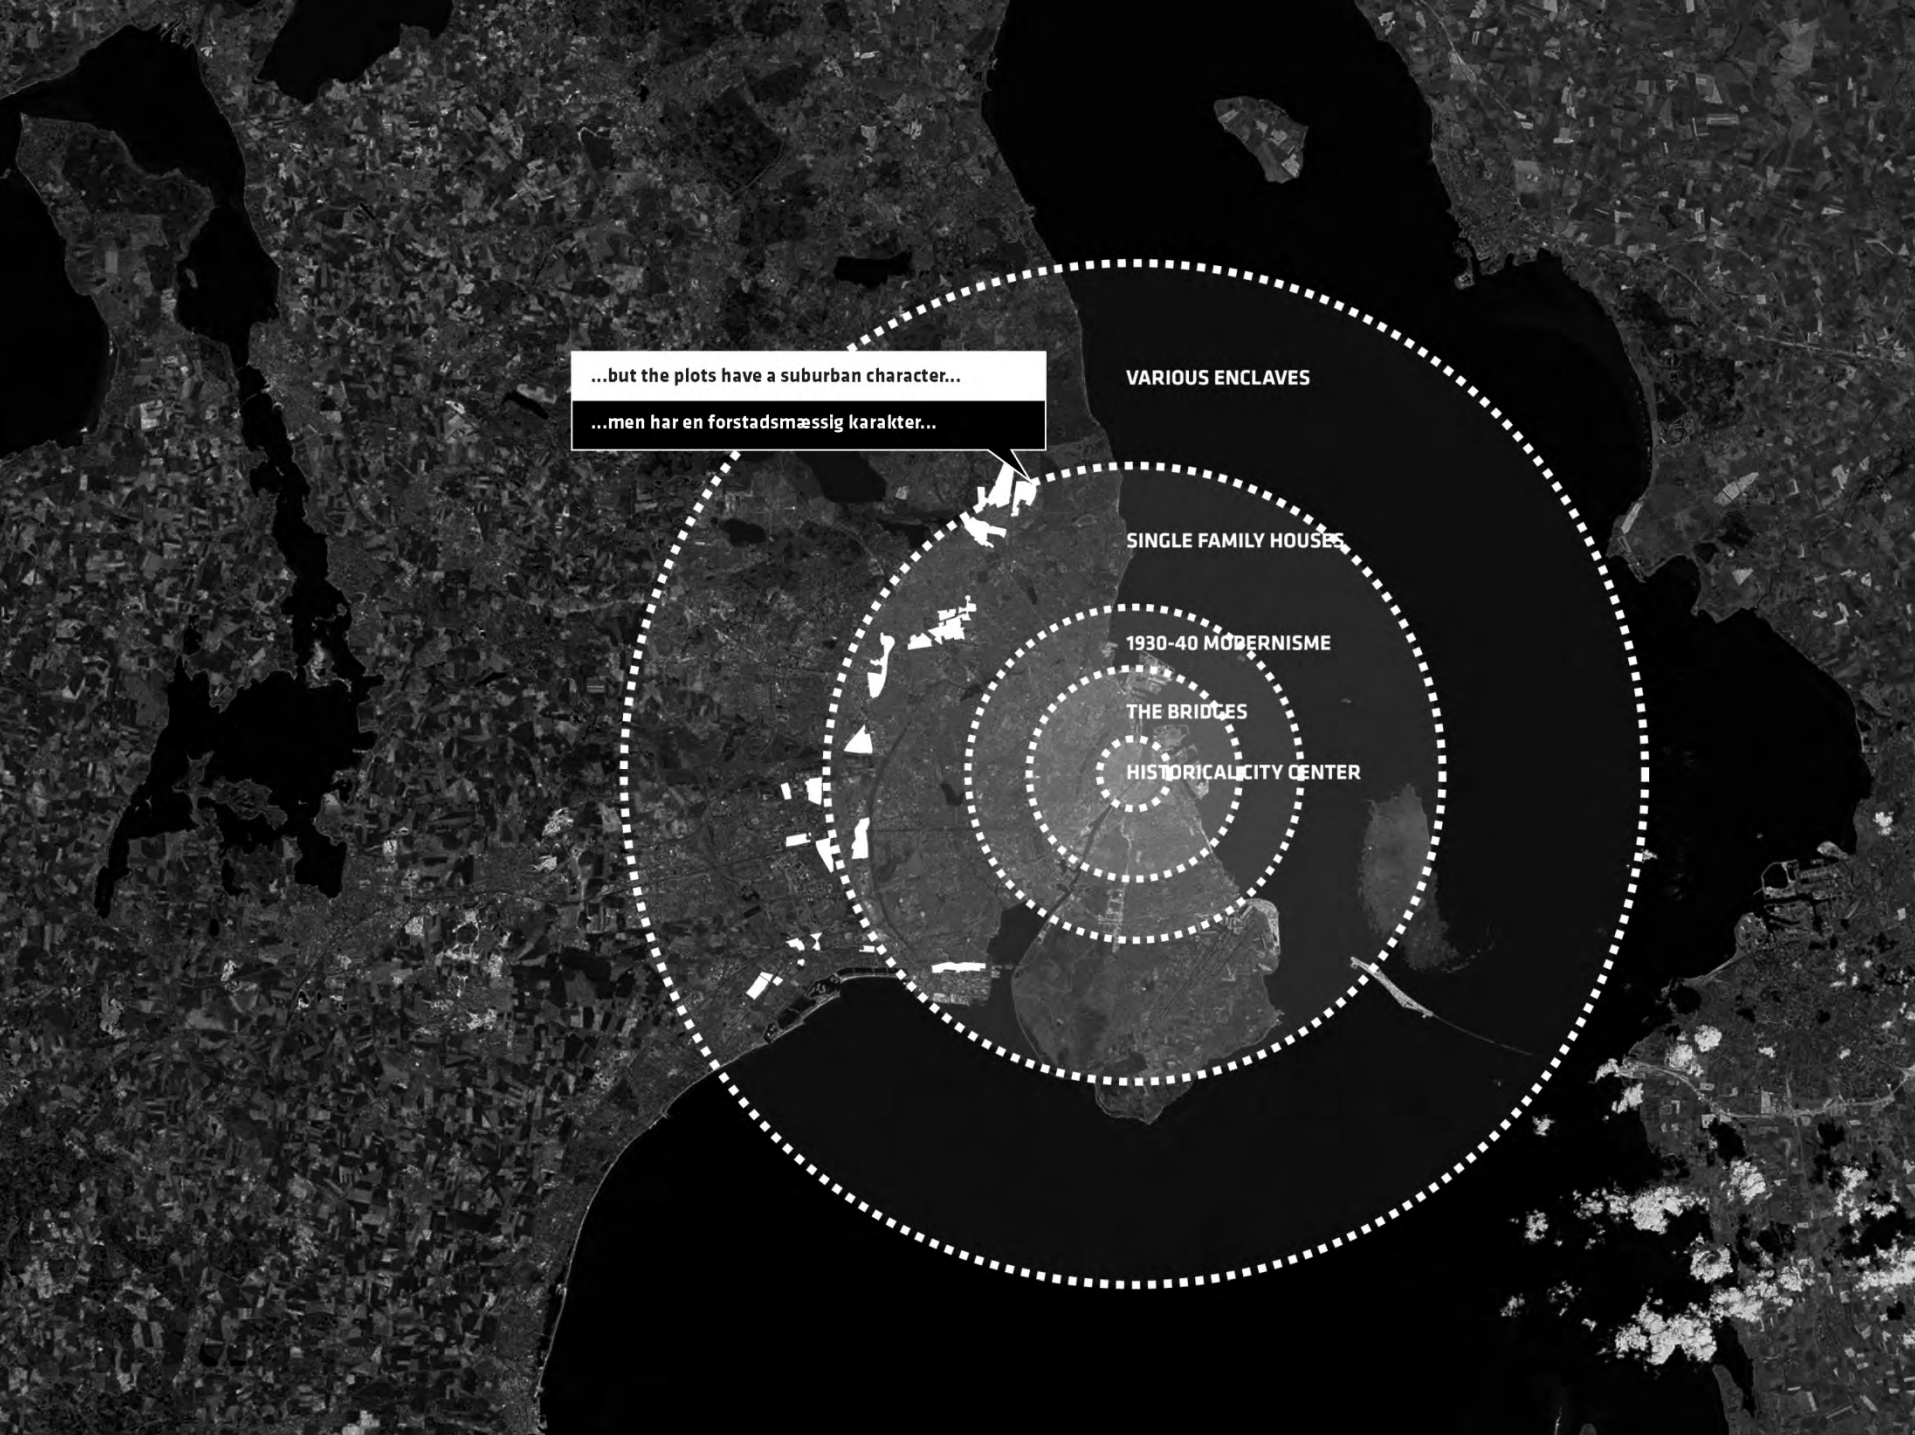 ...but the plots have a suburban character...
...men har en forstadsmæssig karakter...
VARIOUS ENCLAVES
SINGLE FAMILY HOUSES
1930-40 MODERNISME
THE BRIDGES
HISTORICAL CITY CENTER